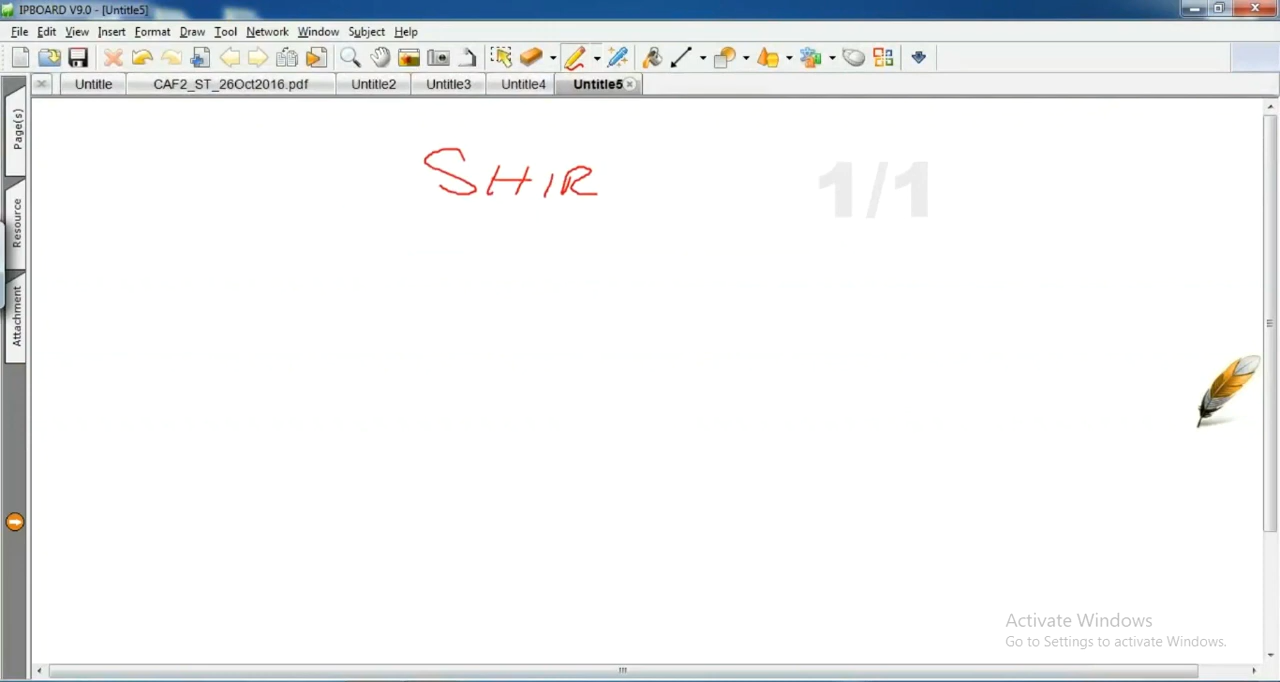 IPBOARD V9.0 - [Untitle5]
File Edit View Insert Format Draw Tool Network Window Subject Help
Untitle CAF2_ST_26Oct2016.pdf Untitle2 Untitle3 Untitle4 Untitle5
Page(s)
Resource
Attachment
SHIR
1/1
Activate Windows
Go to Settings to activate Windows.